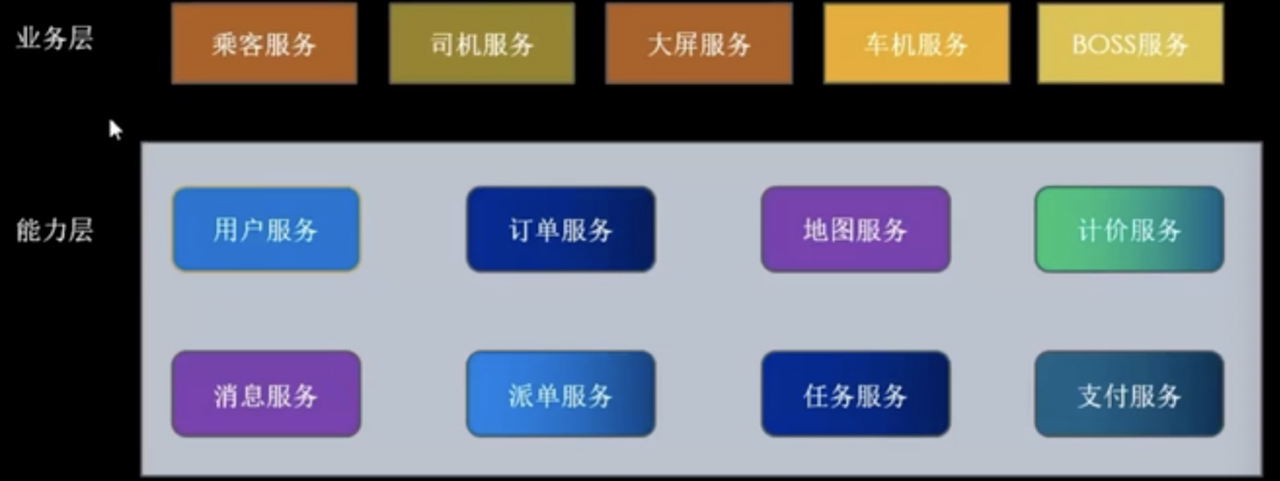 业务层
乘客服务
司机服务
大屏服务
车机服务
BOSS服务
能力层
用户服务
订单服务
地图服务
计价服务
消息服务
派单服务
任务服务
支付服务